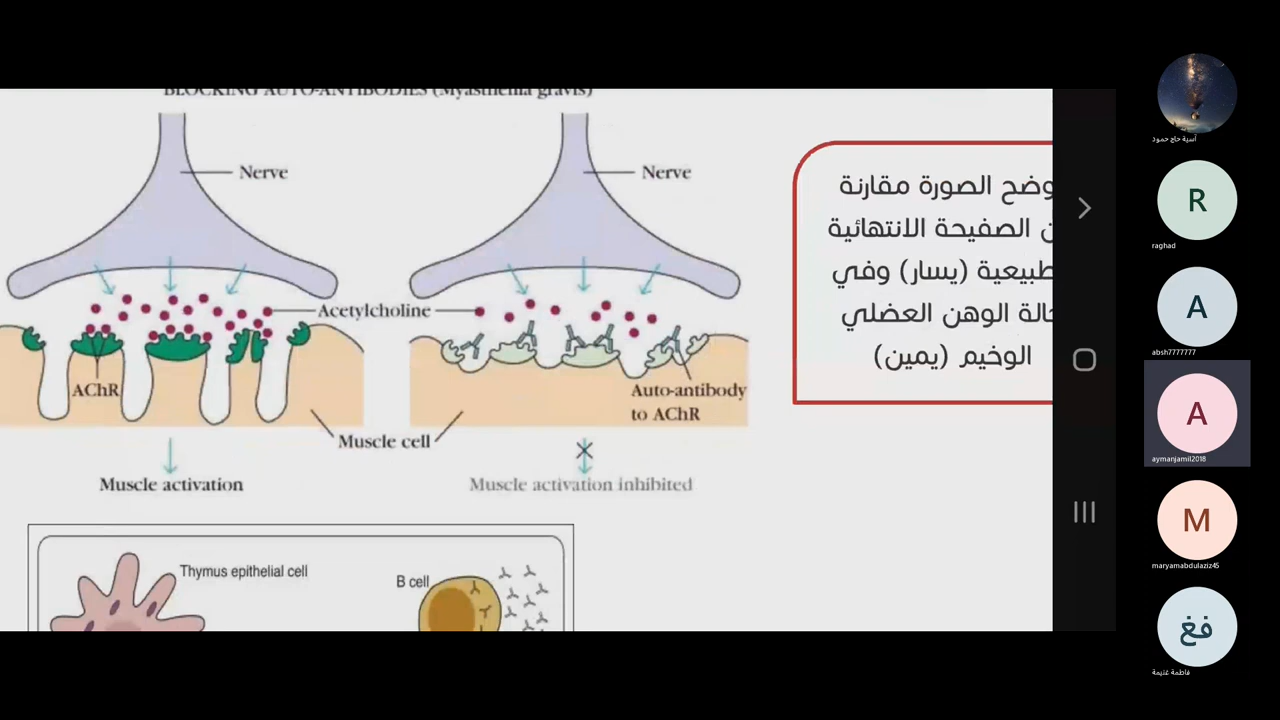 BLOCKING AUTO-ANTIBODIES (Myasthenia gravis)
Nerve
Nerve
Acetylcholine
AChR
Auto-antibody
to AChR
Muscle cell
Muscle activation
Muscle activation inhibited
وضح الصورة مقارنة
ن الصفيحة الانتهائية
طبيعية (يسار) وفي
حالة الوهن العضلي
الوخيم (يمين)
Thymus epithelial cell
B cell
آسية حاج حمود
R
raghad
A
absh7777777
A
aymanjamil2018
M
maryamabdulaziz45
فغ
فاطمة غنيمة